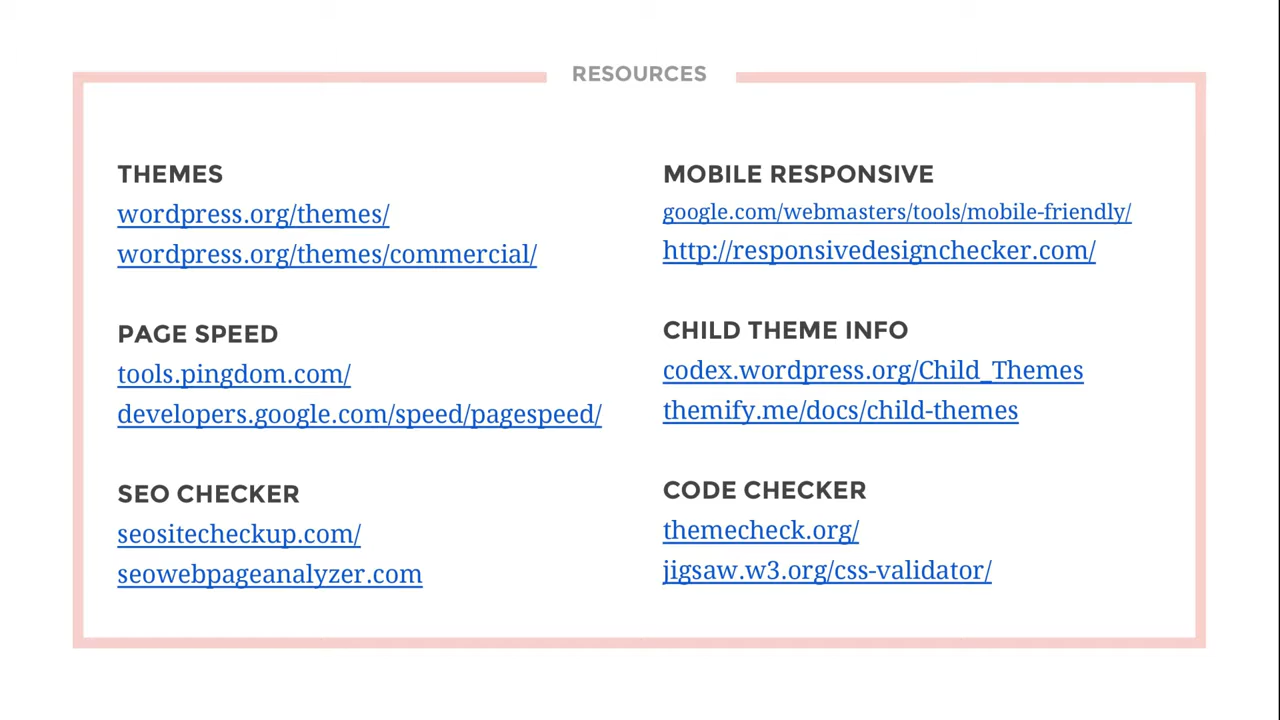 RESOURCES
THEMES
wordpress.org/themes/
wordpress.org/themes/commercial/
PAGE SPEED
tools.pingdom.com/
developers.google.com/speed/pagespeed/
SEO CHECKER
seositecheckup.com/
seowebpageanalyzer.com
MOBILE RESPONSIVE
google.com/webmasters/tools/mobile-friendly/
http://responsivedesignchecker.com/
CHILD THEME INFO
codex.wordpress.org/Child_Themes
themify.me/docs/child-themes
CODE CHECKER
themecheck.org/
jigsaw.w3.org/css-validator/